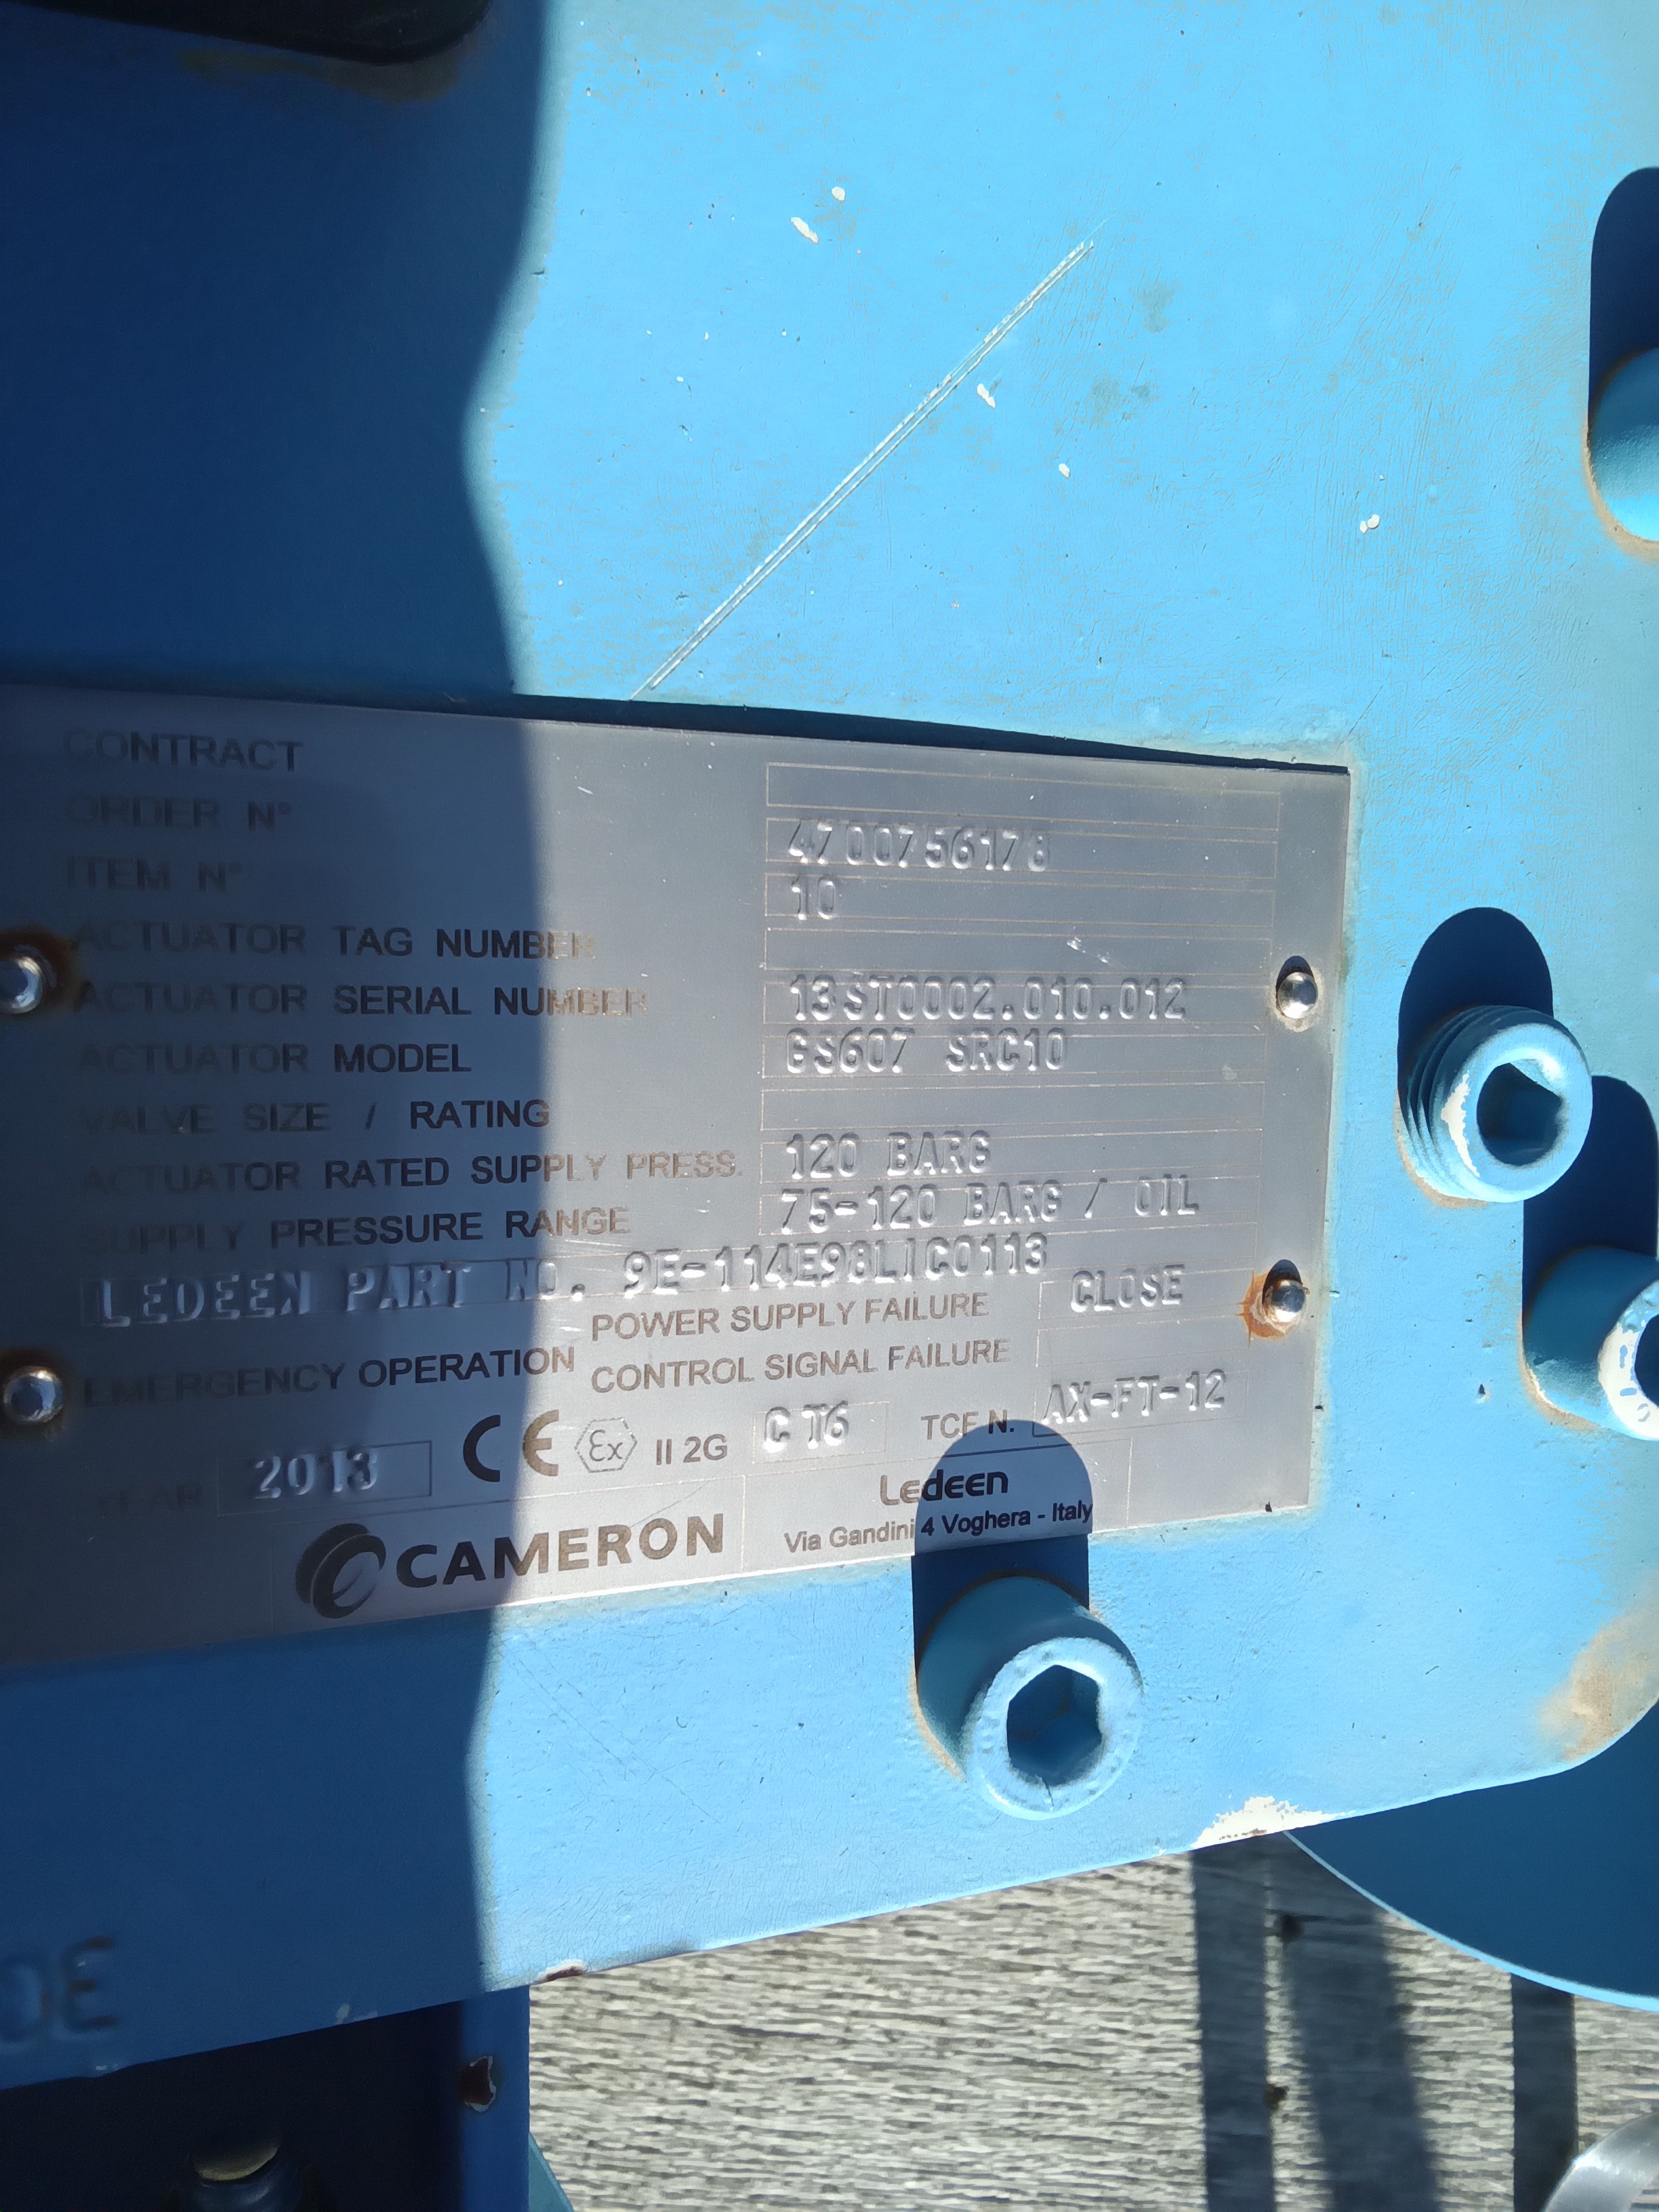 CONTRACT
ORDER N° 4700756178
ITEM N° 10
ACTUATOR TAG NUMBER
ACTUATOR SERIAL NUMBER 13ST0002.010.012
ACTUATOR MODEL GS607 SRC10
VALVE SIZE / RATING
ACTUATOR RATED SUPPLY PRESS. 120 BARG
SUPPLY PRESSURE RANGE 75-120 BARG / OIL
LEDEEN PART NO. 9E-114E98L1C0113
EMERGENCY OPERATION POWER SUPPLY FAILURE CLOSE
CONTROL SIGNAL FAILURE
YEAR 2013 CE Ex II 2G C T6 TCF N. AX-FT-12
CAMERON Ledeen
Via Gandini 4 Voghera - Italy